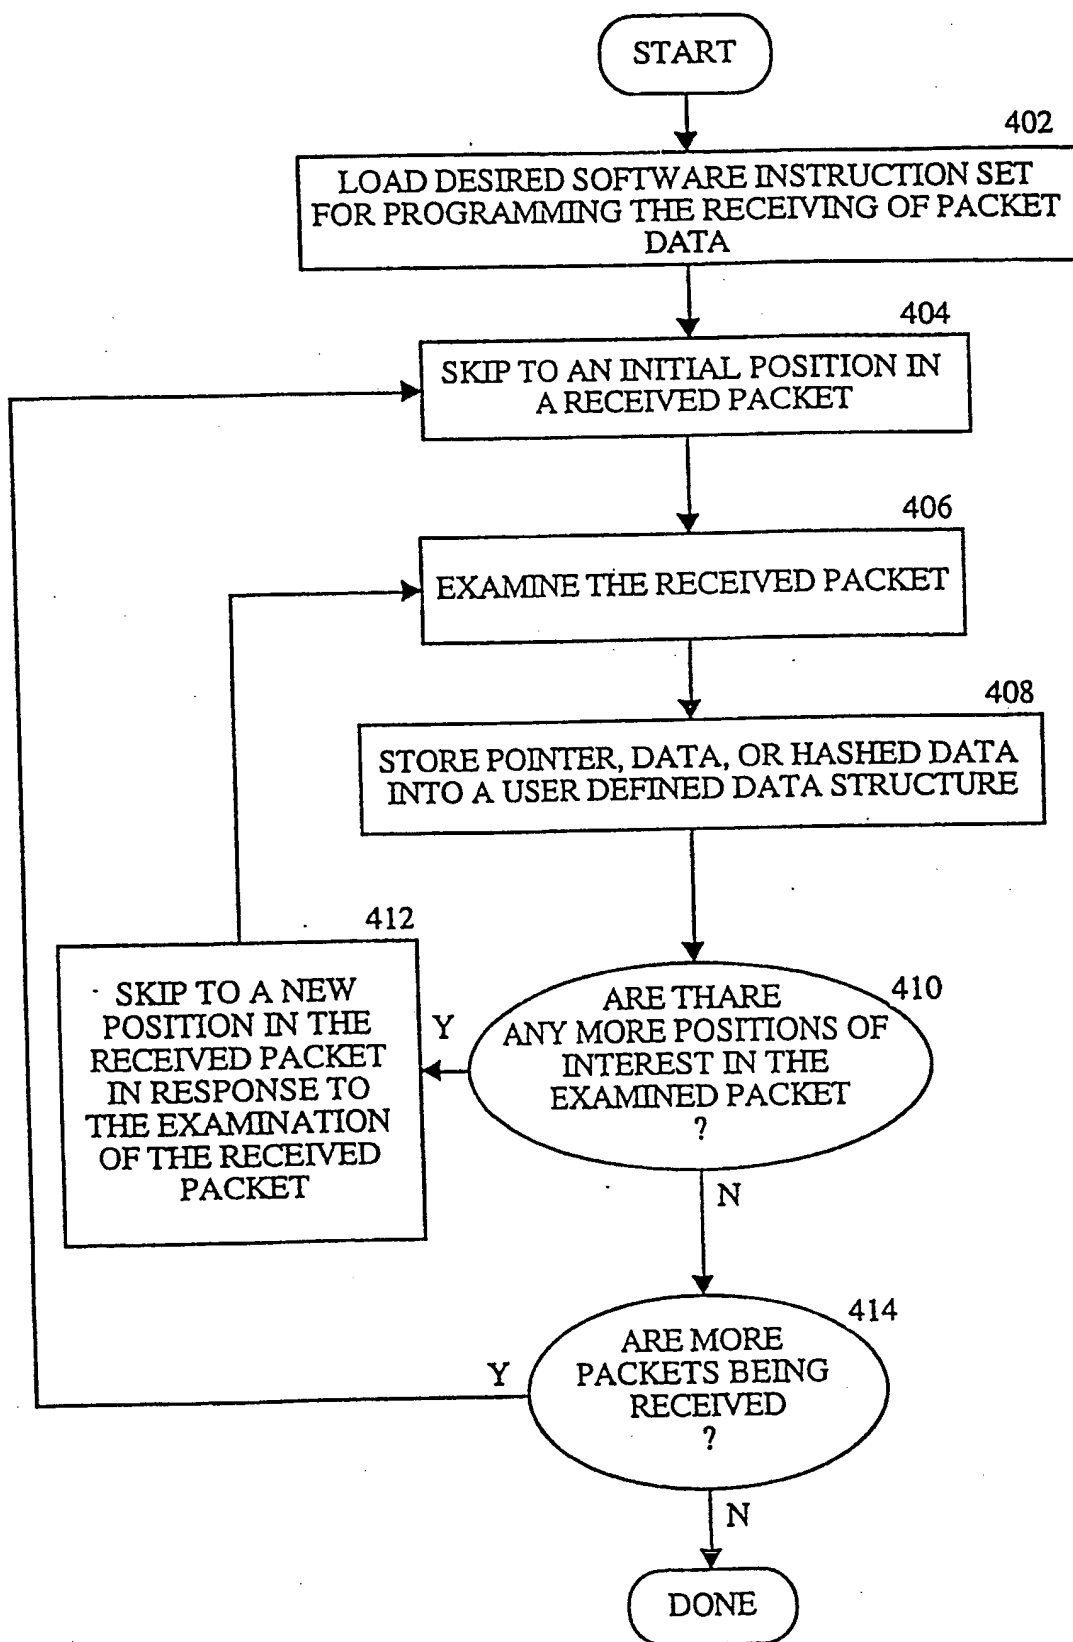 START
402
LOAD DESIRED SOFTWARE INSTRUCTION SET
FOR PROGRAMMING THE RECEIVING OF PACKET
DATA
404
SKIP TO AN INITIAL POSITION IN
A RECEIVED PACKET
406
EXAMINE THE RECEIVED PACKET
408
STORE POINTER, DATA, OR HASHED DATA
INTO A USER DEFINED DATA STRUCTURE
412
SKIP TO A NEW
POSITION IN THE
RECEIVED PACKET
IN RESPONSE TO
THE EXAMINATION
OF THE RECEIVED
PACKET
Y
410
ARE THARE
ANY MORE POSITIONS OF
INTEREST IN THE
EXAMINED PACKET
?
N
414
ARE MORE
PACKETS BEING
RECEIVED
?
Y
N
DONE